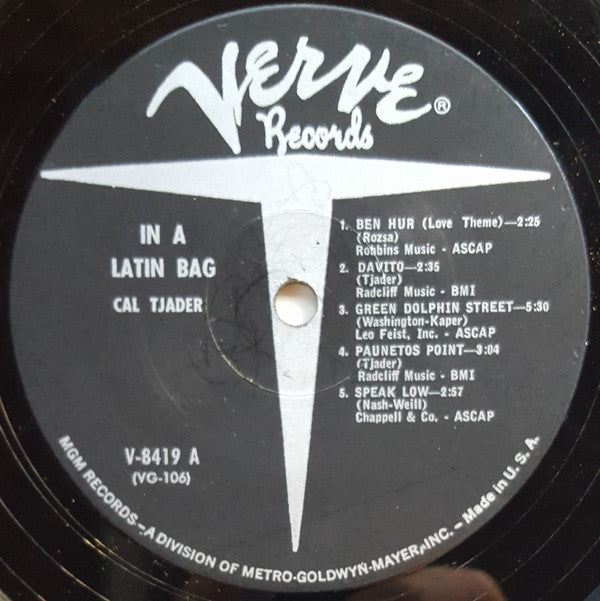 VERVE®
Records
IN A
LATIN BAG
CAL TJADER
1. BEN HUR (Love Theme)—2:25
(Rozsa)
Robbins Music - ASCAP
2. DAVITO—2:35
(Tjader)
Radcliff Music - BMI
3. GREEN DOLPHIN STREET—5:30
(Washington-Kaper)
Leo Feist, Inc. - ASCAP
4. PAUNETOS POINT—3:04
(Tjader)
Radcliff Music - BMI
5. SPEAK LOW—2:57
(Nash-Weill)
Chappell & Co. - ASCAP
V-8419 A
(VG-106)
MGM RECORDS—A DIVISION OF METRO-GOLDWYN-MAYER, INC. – Made in U. S. A.